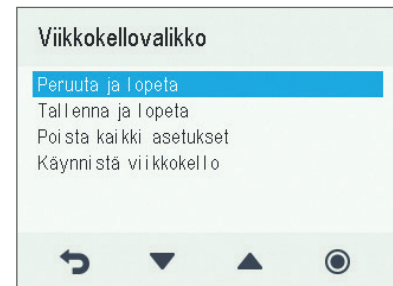 Viikkokellovalikko
Peruuta ja lopeta
Tallenna ja lopeta
Poista kaikki asetukset
Käynnistä viikkokello